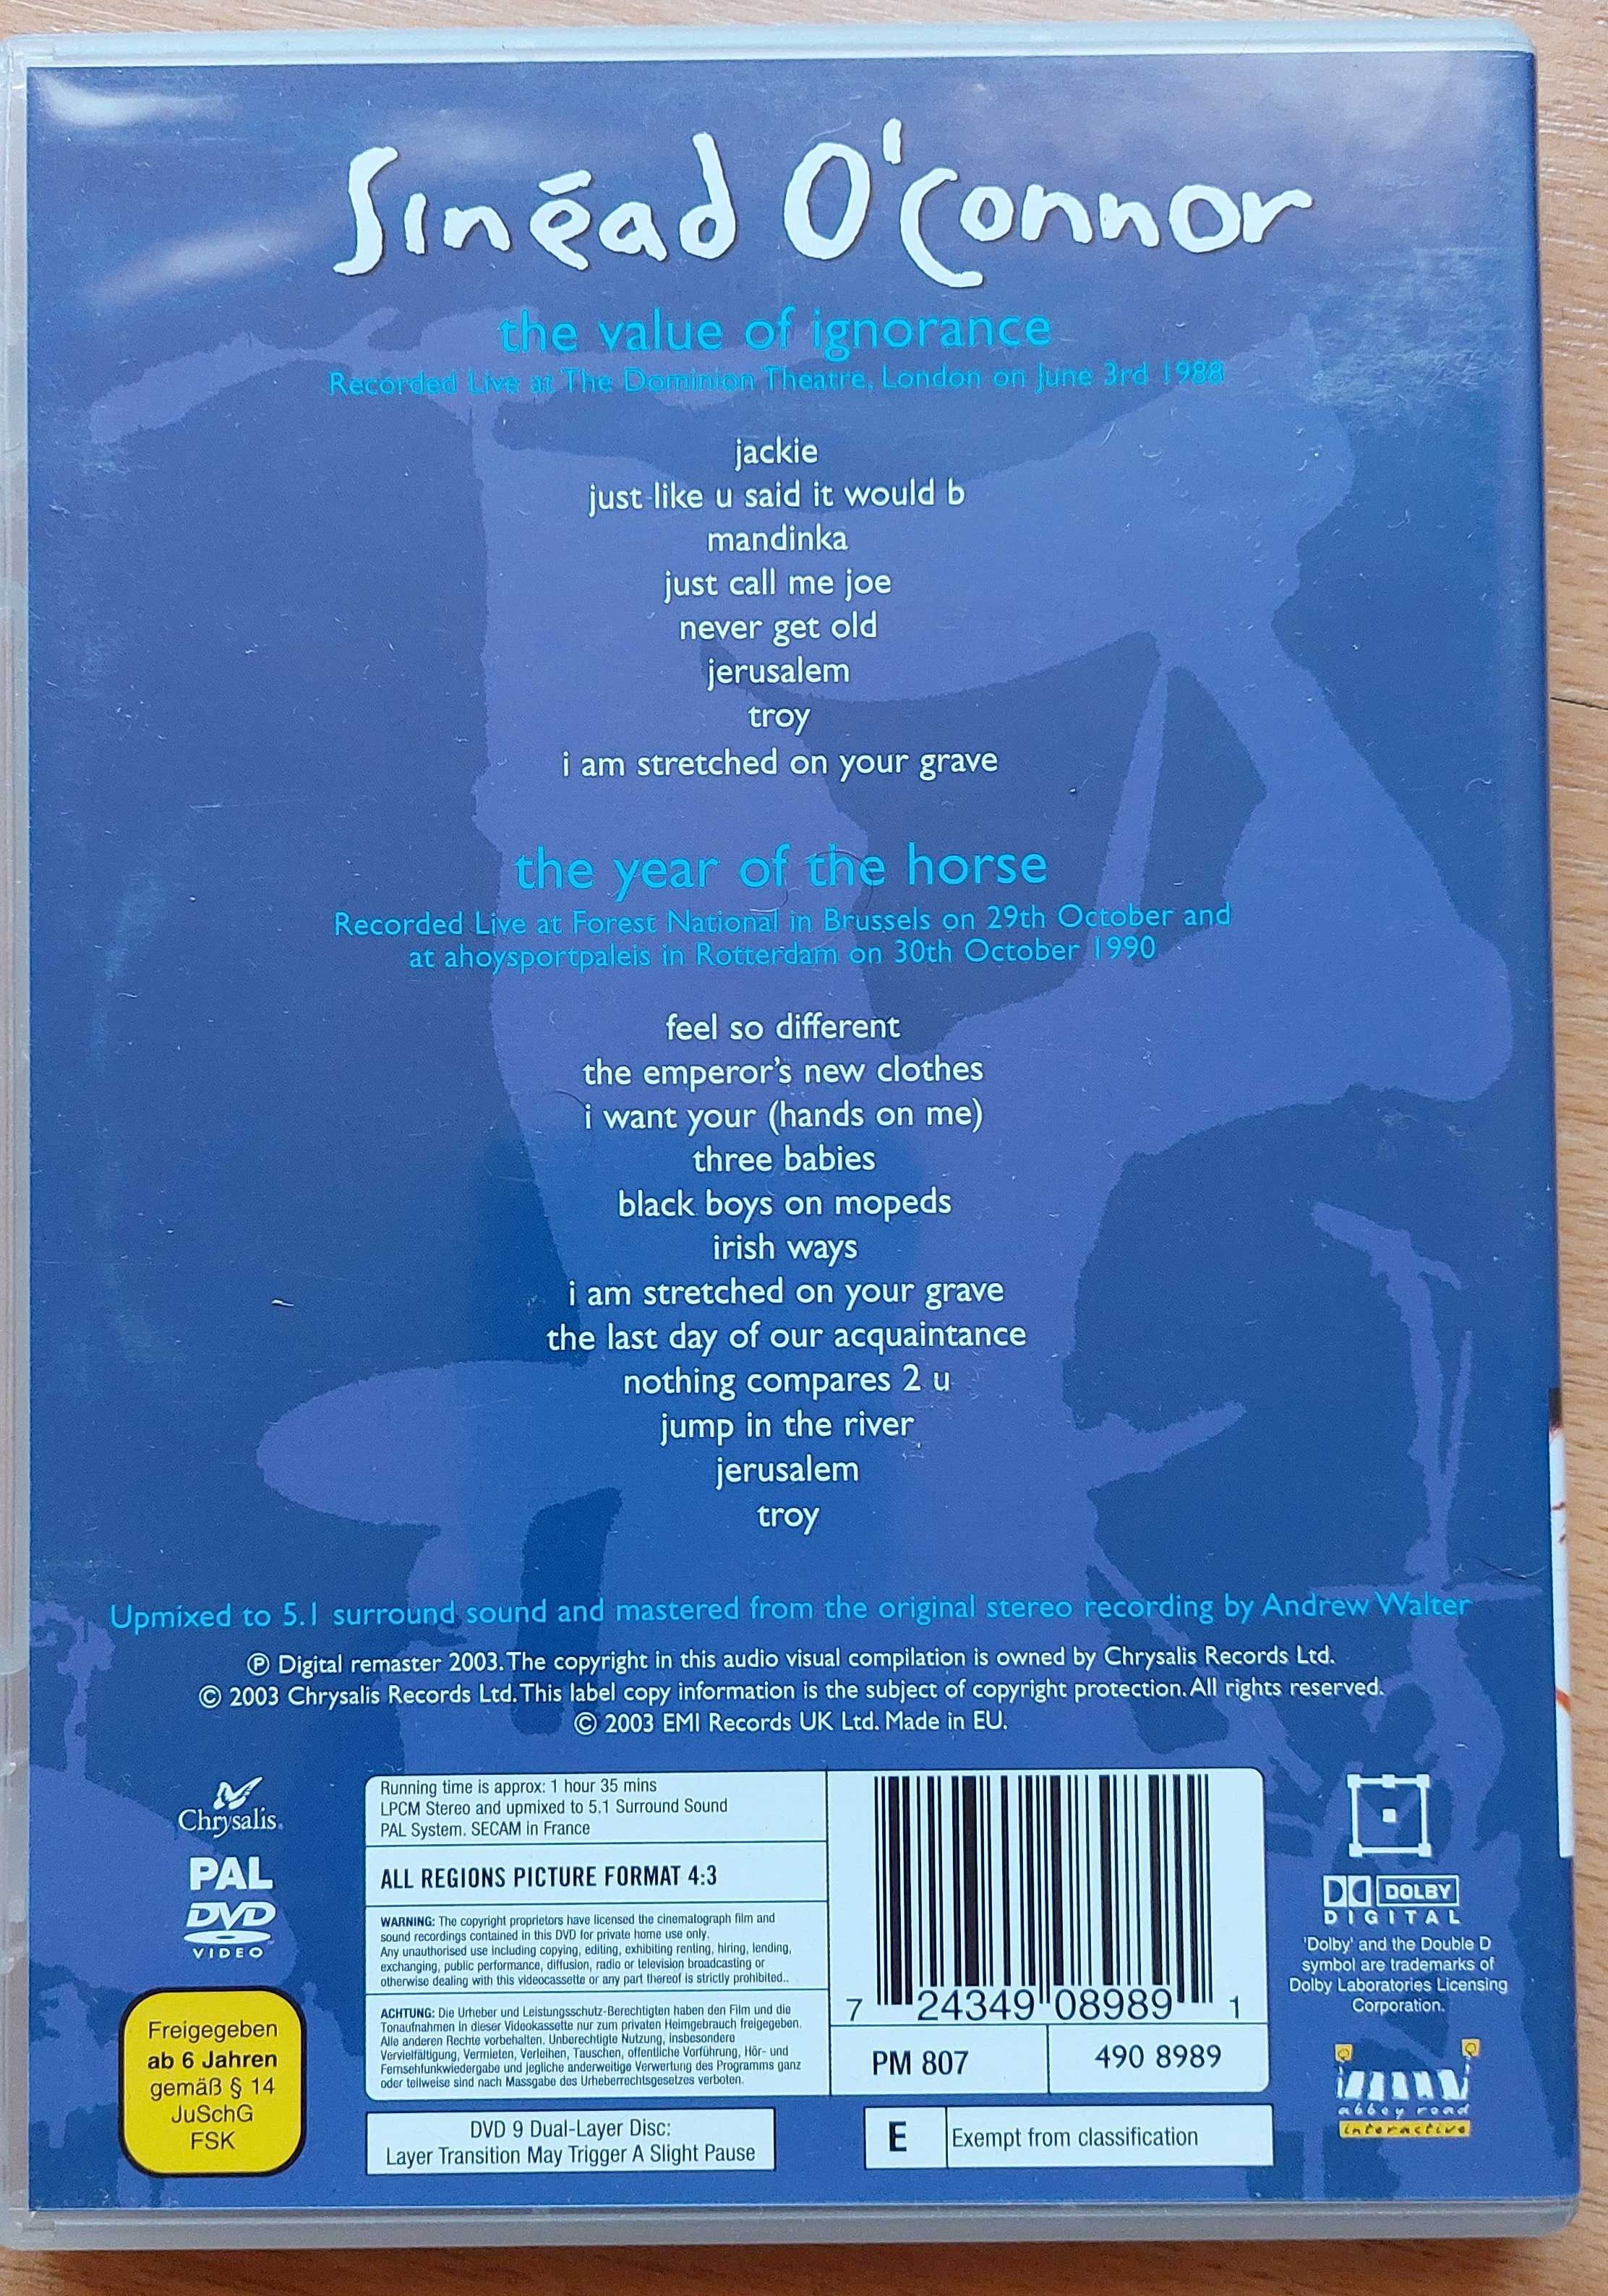 Sinéad O'Connor
the value of ignorance
Recorded Live at The Dominion Theatre, London on June 3rd 1988
jackie
just like u said it would b
mandinka
just call me joe
never get old
jerusalem
troy
i am stretched on your grave
the year of the horse
Recorded Live at Forest National in Brussels on 29th October and
at ahoysportpaleis in Rotterdam on 30th October 1990
feel so different
the emperor's new clothes
i want your (hands on me)
three babies
black boys on mopeds
irish ways
i am stretched on your grave
the last day of our acquaintance
nothing compares 2 u
jump in the river
jerusalem
troy
Upmixed to 5.1 surround sound and mastered from the original stereo recording by Andrew Walter
℗ Digital remaster 2003. The copyright in this audio visual compilation is owned by Chrysalis Records Ltd.
© 2003 Chrysalis Records Ltd. This label copy information is the subject of copyright protection. All rights reserved.
© 2003 EMI Records UK Ltd. Made in EU.
Chrysalis.
PAL
DVD
VIDEO
Freigegeben
ab 6 Jahren
gemäß § 14
JuSchG
FSK
Running time is approx: 1 hour 35 mins
LPCM Stereo and upmixed to 5.1 Surround Sound
PAL System. SECAM in France
ALL REGIONS PICTURE FORMAT 4:3
WARNING: The copyright proprietors have licensed the cinematograph film and
sound recordings contained in this DVD for private home use only.
Any unauthorised use including copying, editing, exhibiting renting, hiring, lending,
exchanging, public performance, diffusion, radio or television broadcasting or
otherwise dealing with this videocassette or any part thereof is strictly prohibited..
ACHTUNG: Die Urheber und Leistungsschutz-Berechtigten haben den Film und die
Tonaufnahmen in dieser Videokassette nur zum privaten Heimgebrauch freigegeben.
Alle anderen Rechte vorbehalten. Unberechtigte Nutzung, insbesondere
Vervielfältigung, Vermieten, Verleihen, Tauschen, offentliche Vorführung, Hör- und
Fernsehfunkwiedergabe und jegliche anderweitige Verwertung des Programms ganz
oder teilweise sind nach Massgabe des Urheberrechtsgesetzes verboten.
DVD 9 Dual-Layer Disc:
Layer Transition May Trigger A Slight Pause
7 24349 08989 1
PM 807
490 8989
E
Exempt from classification
DOLBY
DIGITAL
'Dolby' and the Double D
symbol are trademarks of
Dolby Laboratories Licensing
Corporation.
abbey road
interactive